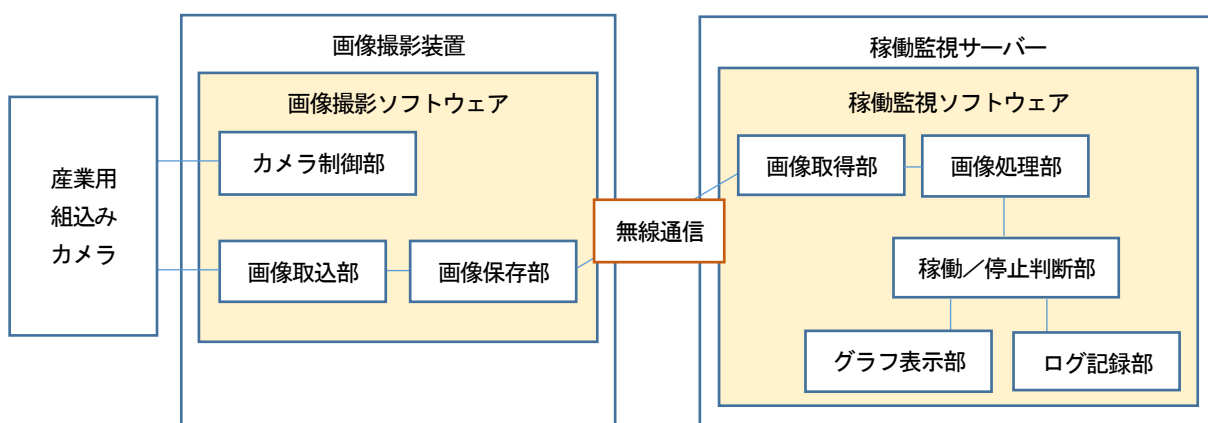 画像撮影装置
画像撮影ソフトウェア
産業用
組込み
カメラ
カメラ制御部
画像取込部
画像保存部
無線通信
稼働監視サーバー
稼働監視ソフトウェア
画像取得部
画像処理部
稼働／停止判断部
グラフ表示部
ログ記録部